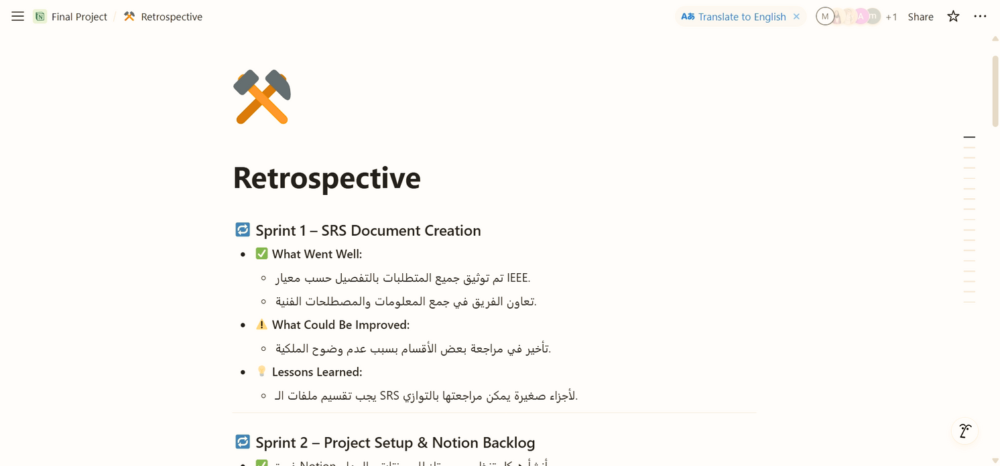 Final Project / Retrospective
Translate to English
M A m +1 Share
Retrospective
Sprint 1 – SRS Document Creation
What Went Well:
تم توثيق جميع المتطلبات بالتفصيل حسب معيار IEEE.
تعاون الفريق في جمع المعلومات والمصطلحات الفنية.
What Could Be Improved:
تأخير في مراجعة بعض الأقسام بسبب عدم وضوح الملكية.
Lessons Learned:
يجب تقسيم ملفات الـ SRS لأجزاء صغيرة يمكن مراجعتها بالتوازي.
Sprint 2 – Project Setup & Notion Backlog
Notion